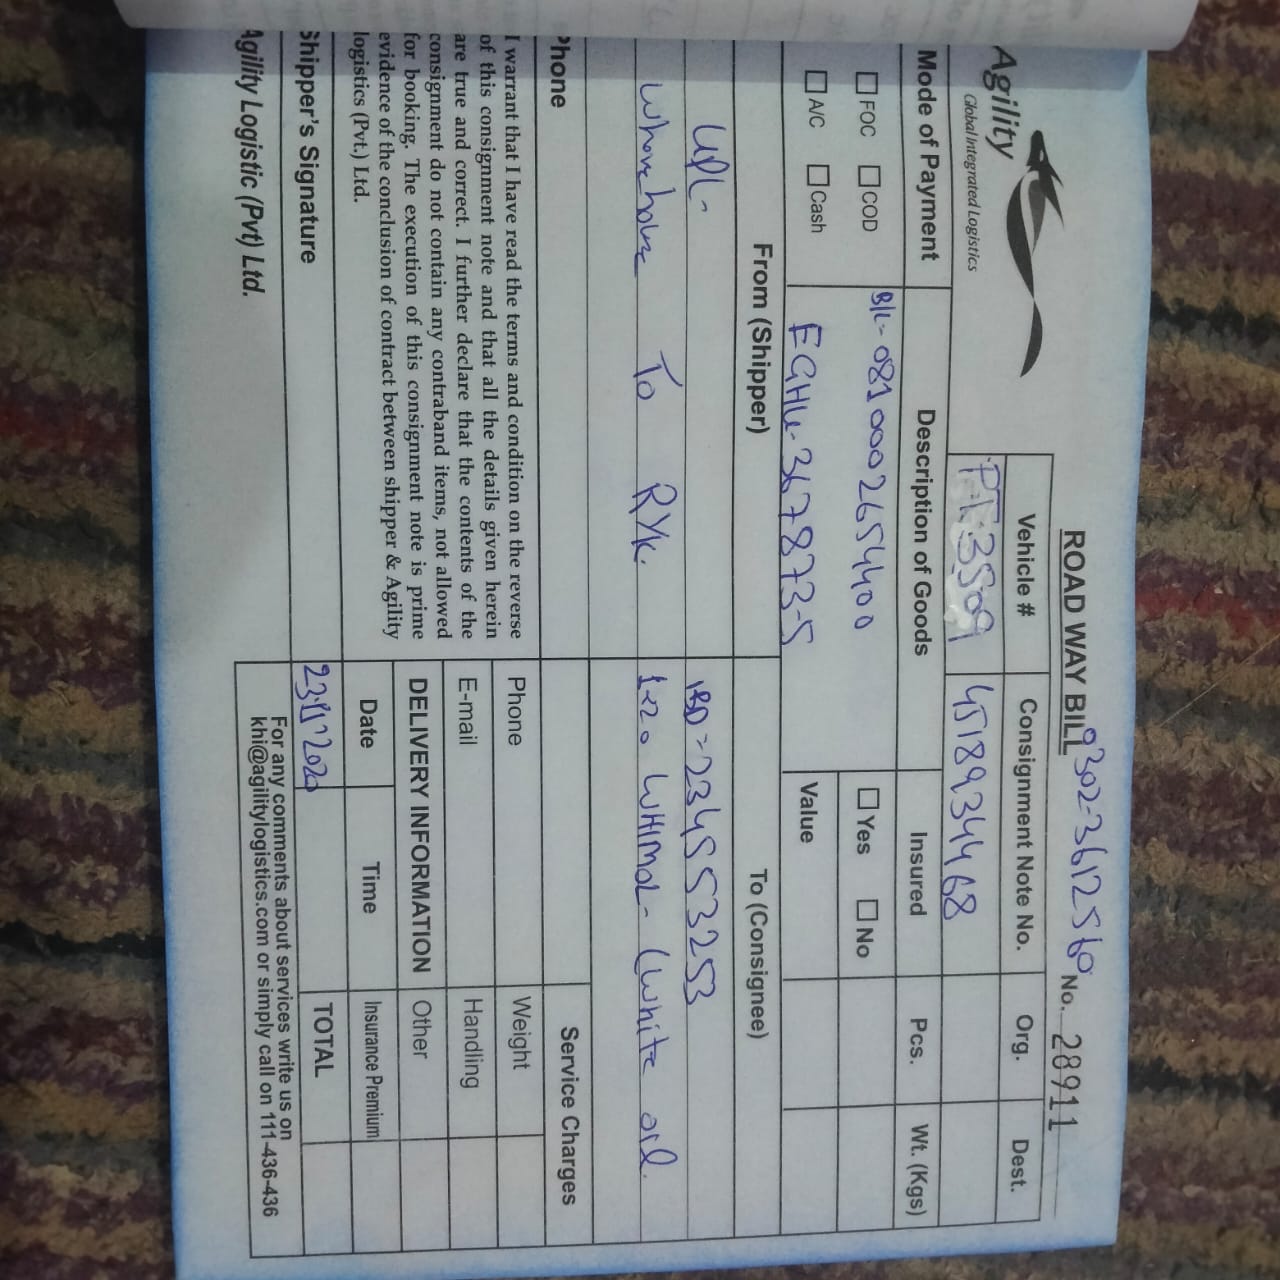 ROAD WAY BILL 0302-3612560 No. 28911
Agility
Global Integrated Logistics
Vehicle # Consignment Note No. Org. Dest.
PT.3509 4518934468
Mode of Payment Description of Goods Insured Pcs. Wt. (Kgs)
FOC COD B/L- 0810002654400 Yes No
A/C Cash EGHU-367873-5 Value
From (Shipper) To (Consignee)
UPL- IBD = 234553253
To RYK. 1x20 WHIMOL- (White oil
Phone Service Charges
I warrant that I have read the terms and condition on the reverse
of this consignment note and that all the details given herein
are true and correct. I further declare that the contents of the
consignment do not contain any contraband items, not allowed
for booking. The execution of this consignment note is prime
evidence of the conclusion of contract between shipper & Agility
logistics (Pvt.) Ltd.
Phone Weight
E-mail Handling
DELIVERY INFORMATION Other
Date Time Insurance Premium
Shipper's Signature 23-11-2020 TOTAL
Agility Logistic (Pvt) Ltd.
For any comments about services write us on
khi@agilitylogistics.com or simply call on 111-436-436